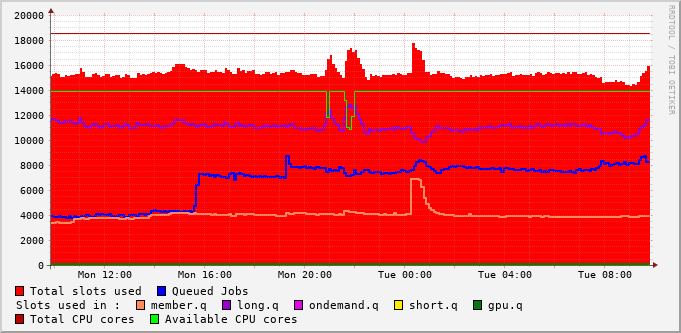 20000
18000
16000
14000
12000
10000
8000
6000
4000
2000
0
Mon 12:00 Mon 16:00 Mon 20:00 Tue 00:00 Tue 04:00 Tue 08:00
Total slots used Queued Jobs
Slots used in : member.q long.q ondemand.q short.q gpu.q
Total CPU cores Available CPU cores
RRDTOOL / TOBI OETIKER